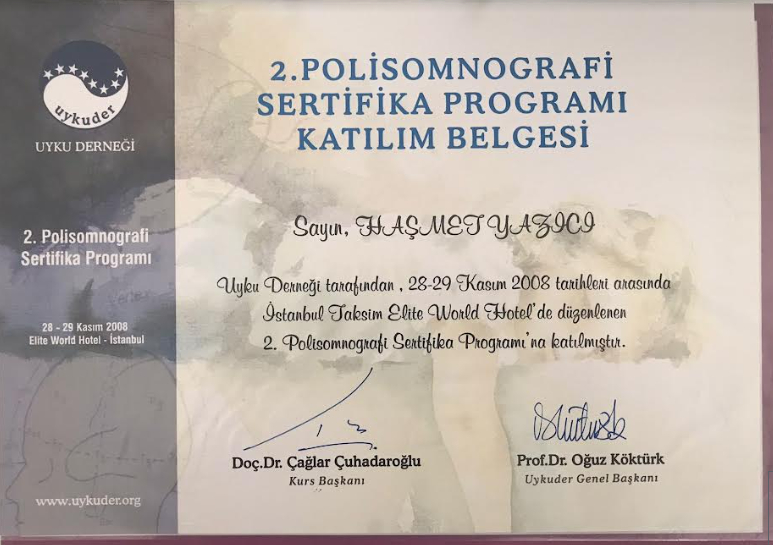 uykuder
UYKU DERNEĞİ
2. Polisomnografi
Sertifika Programı
28 - 29 Kasım 2008
Elite World Hotel - İstanbul
www.uykuder.org
2.POLİSOMNOGRAFİ
SERTİFİKA PROGRAMI
KATILIM BELGESİ
Sayın, HAŞMET YAZİCİ
Uyku Derneği tarafından , 28-29 Kasım 2008 tarihleri arasında
İstanbul Taksim Elite World Hotel'de düzenlenen
2. Polisomnografi Sertifika Programı'na katılmıştır.
Doç.Dr. Çağlar Çuhadaroğlu
Kurs Başkanı
Prof.Dr. Oğuz Köktürk
Uykuder Genel Başkanı